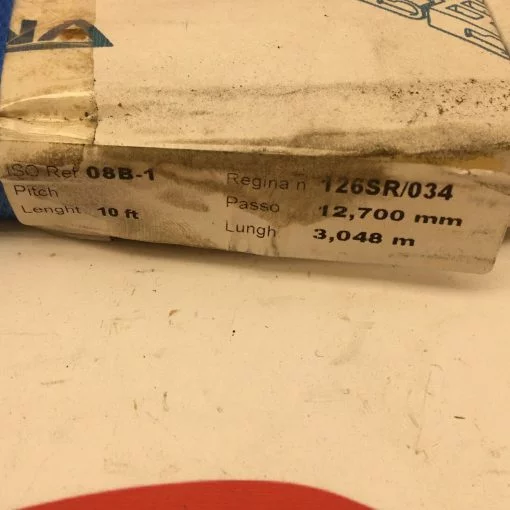 ISO Ref 08B-1
Pitch
Lenght 10 ft
Regina n 126SR/034
Passo 12,700 mm
Lungh 3,048 m